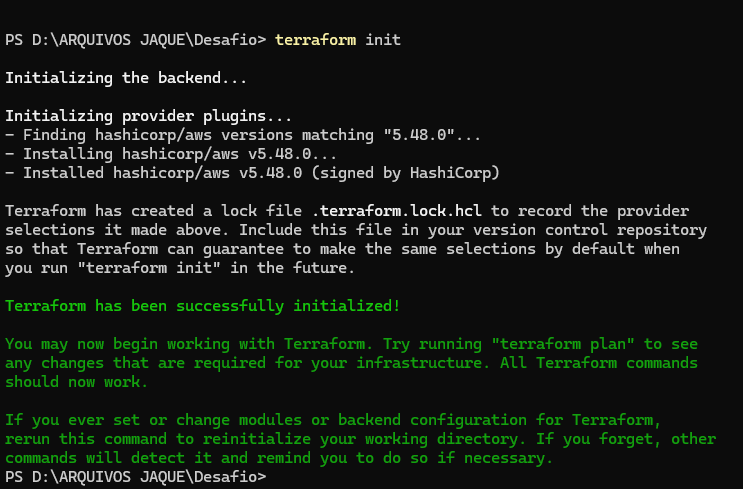 PS D:\ARQUIVOS JAQUE\Desafio> terraform init
Initializing the backend...
Initializing provider plugins...
- Finding hashicorp/aws versions matching "5.48.0"...
- Installing hashicorp/aws v5.48.0...
- Installed hashicorp/aws v5.48.0 (signed by HashiCorp)
Terraform has created a lock file .terraform.lock.hcl to record the provider
selections it made above. Include this file in your version control repository
so that Terraform can guarantee to make the same selections by default when
you run "terraform init" in the future.
Terraform has been successfully initialized!
You may now begin working with Terraform. Try running "terraform plan" to see
any changes that are required for your infrastructure. All Terraform commands
should now work.
If you ever set or change modules or backend configuration for Terraform,
rerun this command to reinitialize your working directory. If you forget, other
commands will detect it and remind you to do so if necessary.
PS D:\ARQUIVOS JAQUE\Desafio>